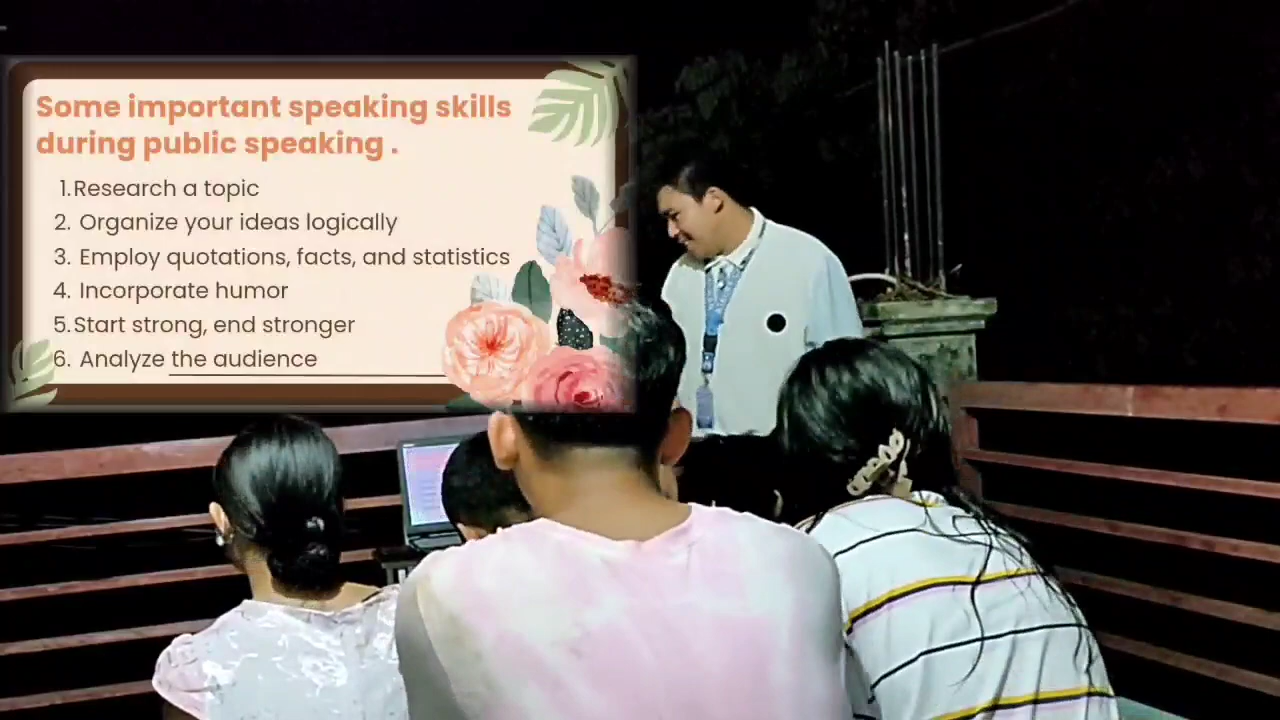 Some important speaking skills
during public speaking .
1.Research a topic
2. Organize your ideas logically
3. Employ quotations, facts, and statistics
4. Incorporate humor
5.Start strong, end stronger
6. Analyze the audience